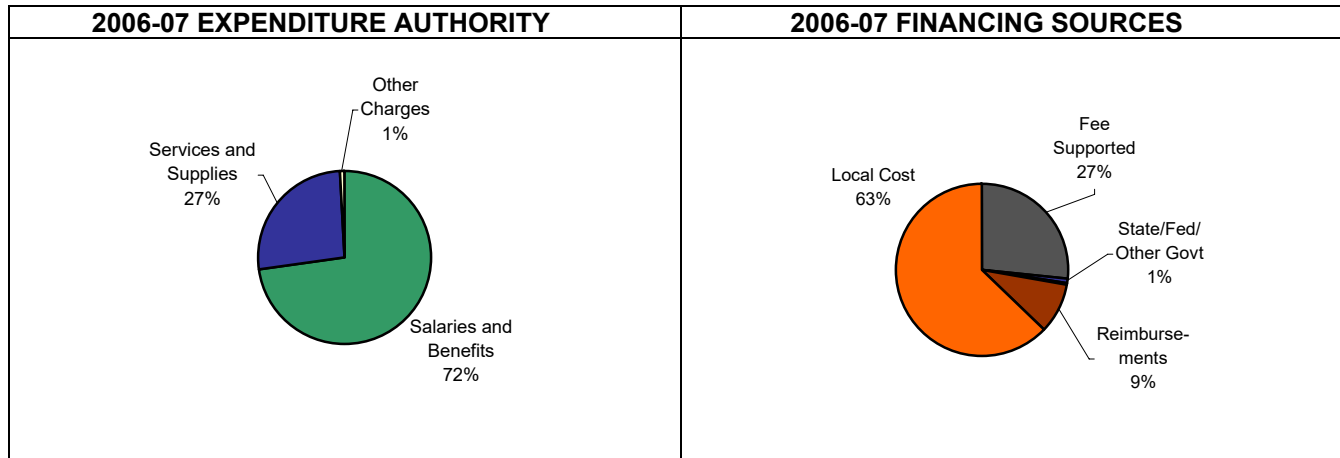 2006-07 EXPENDITURE AUTHORITY
Other
Charges
1%
Services and
Supplies
27%
Salaries and
Benefits
72%
2006-07 FINANCING SOURCES
Fee
Supported
27%
Local Cost
63%
State/Fed/
Other Govt
1%
Reimburse-
ments
9%